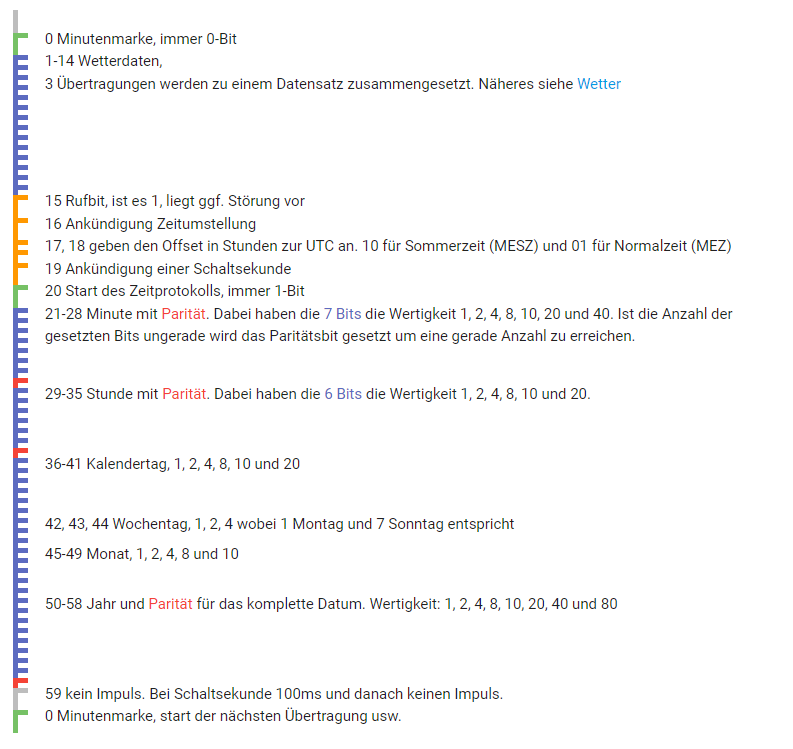 0 Minutenmarke, immer 0-Bit
1-14 Wetterdaten,
3 Übertragungen werden zu einem Datensatz zusammengesetzt. Näheres siehe Wetter
15 Rufbit, ist es 1, liegt ggf. Störung vor
16 Ankündigung Zeitumstellung
17, 18 geben den Offset in Stunden zur UTC an. 10 für Sommerzeit (MESZ) und 01 für Normalzeit (MEZ)
19 Ankündigung einer Schaltsekunde
20 Start des Zeitprotokolls, immer 1-Bit
21-28 Minute mit Parität. Dabei haben die 7 Bits die Wertigkeit 1, 2, 4, 8, 10, 20 und 40. Ist die Anzahl der
gesetzten Bits ungerade wird das Paritätsbit gesetzt um eine gerade Anzahl zu erreichen.
29-35 Stunde mit Parität. Dabei haben die 6 Bits die Wertigkeit 1, 2, 4, 8, 10 und 20.
36-41 Kalendertag, 1, 2, 4, 8, 10 und 20
42, 43, 44 Wochentag, 1, 2, 4 wobei 1 Montag und 7 Sonntag entspricht
45-49 Monat, 1, 2, 4, 8 und 10
50-58 Jahr und Parität für das komplette Datum. Wertigkeit: 1, 2, 4, 8, 10, 20, 40 und 80
59 kein Impuls. Bei Schaltsekunde 100ms und danach keinen Impuls.
0 Minutenmarke, start der nächsten Übertragung usw.